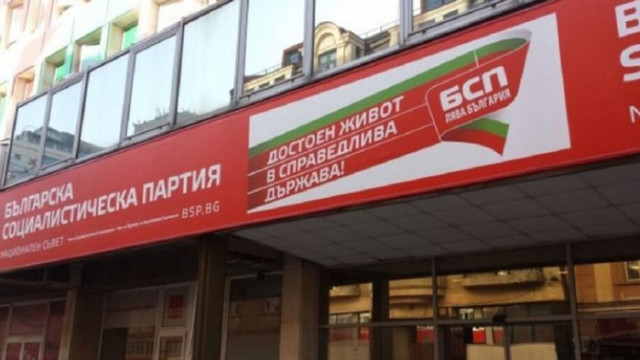 БЪЛГАРСКА
СОЦИАЛИСТИЧЕСКА ПАРТИЯ
НАЦИОНАЛЕН СЪВЕТ
BSP.BG
ДОСТОЕН ЖИВОТ
В СПРАВЕДЛИВА
ДЪРЖАВА!
БСП
ЛЯВА БЪЛГАРИЯ
B
S
N